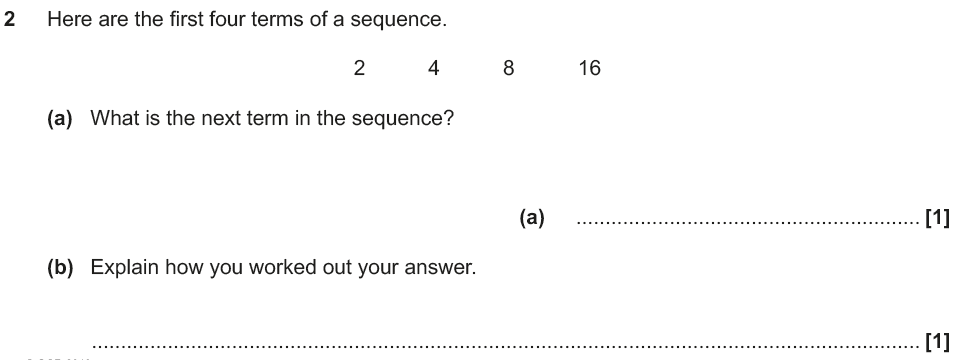 2 Here are the first four terms of a sequence.
2 4 8 16
(a) What is the next term in the sequence?
(a) ........................................................... [1]
(b) Explain how you worked out your answer.
.............................................................................................................................................. [1]